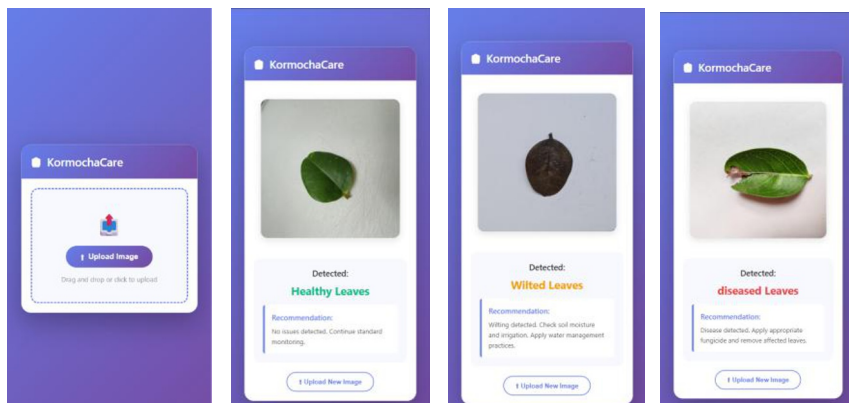 KormochaCare
Upload Image
Drag and drop or click to upload
KormochaCare
Detected:
Healthy Leaves
Recommendation:
No issues detected. Continue standard
monitoring.
Upload New Image
KormochaCare
Detected:
Wilted Leaves
Recommendation:
Wilting detected. Check soil moisture
and irrigation. Apply water management
practices.
Upload New Image
KormochaCare
Detected:
diseased Leaves
Recommendation:
Disease detected. Apply appropriate
fungicide and remove affected leaves.
Upload New Image